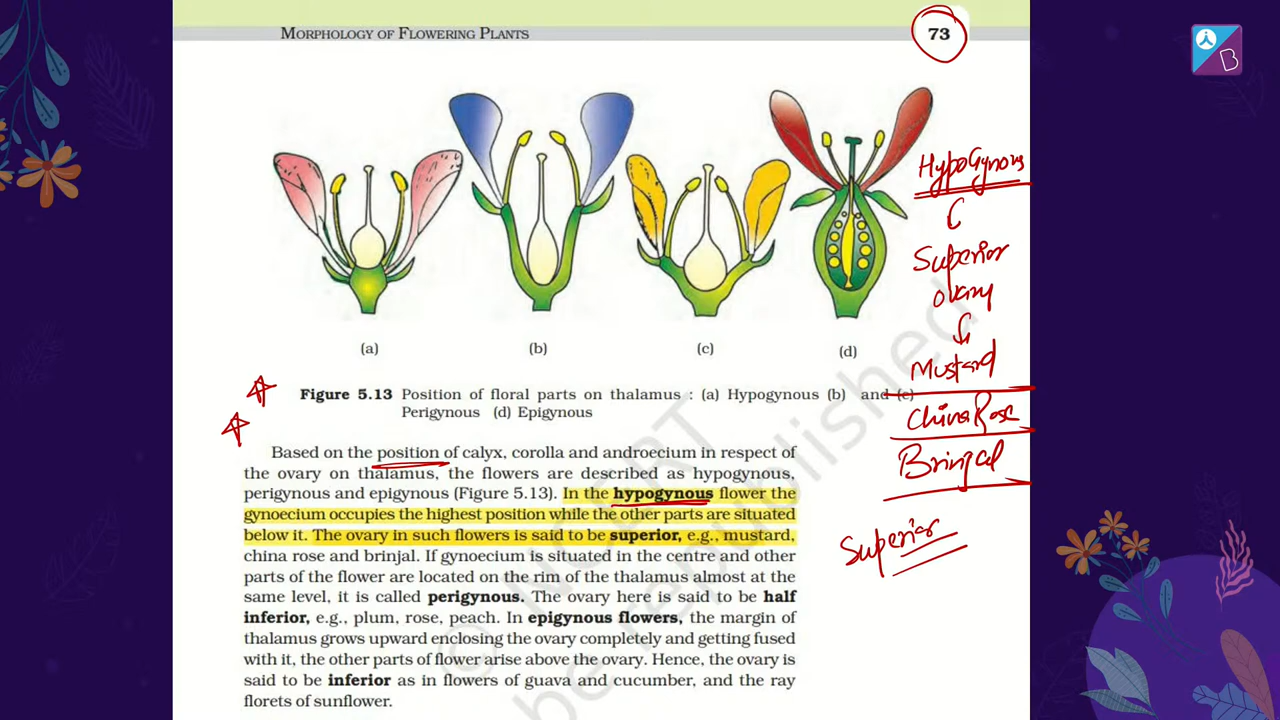 MORPHOLOGY OF FLOWERING PLANTS
73
B
HypoGynous
Superior
ovary
Mustard
China Rose
Brinjal
Superior
(a)
(b)
(c)
(d)
Figure 5.13 Position of floral parts on thalamus : (a) Hypogynous (b) and (c)
Perigynous (d) Epigynous
Based on the position of calyx, corolla and androecium in respect of
the ovary on thalamus, the flowers are described as hypogynous,
perigynous and epigynous (Figure 5.13). In the hypogynous flower the
gynoecium occupies the highest position while the other parts are situated
below it. The ovary in such flowers is said to be superior, e.g., mustard,
china rose and brinjal. If gynoecium is situated in the centre and other
parts of the flower are located on the rim of the thalamus almost at the
same level, it is called perigynous. The ovary here is said to be half
inferior, e.g., plum, rose, peach. In epigynous flowers, the margin of
thalamus grows upward enclosing the ovary completely and getting fused
with it, the other parts of flower arise above the ovary. Hence, the ovary is
said to be inferior as in flowers of guava and cucumber, and the ray
florets of sunflower.
© NCERT
be republished